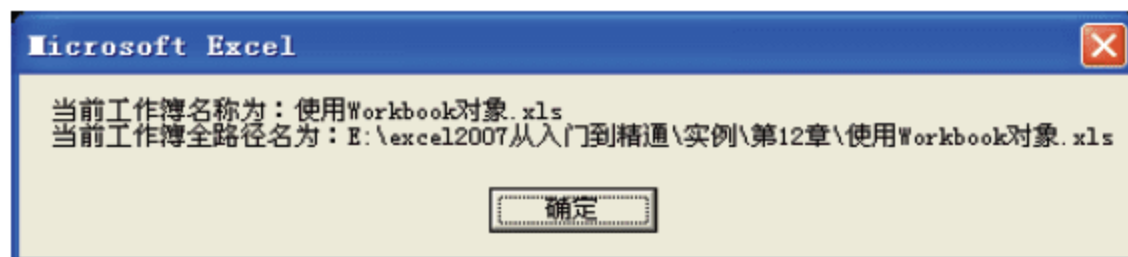 Microsoft Excel
当前工作簿名称为：使用Workbook对象.xls
当前工作簿全路径名为：E:\excel2007从入门到精通\实例\第12章\使用Workbook对象.xls
确定